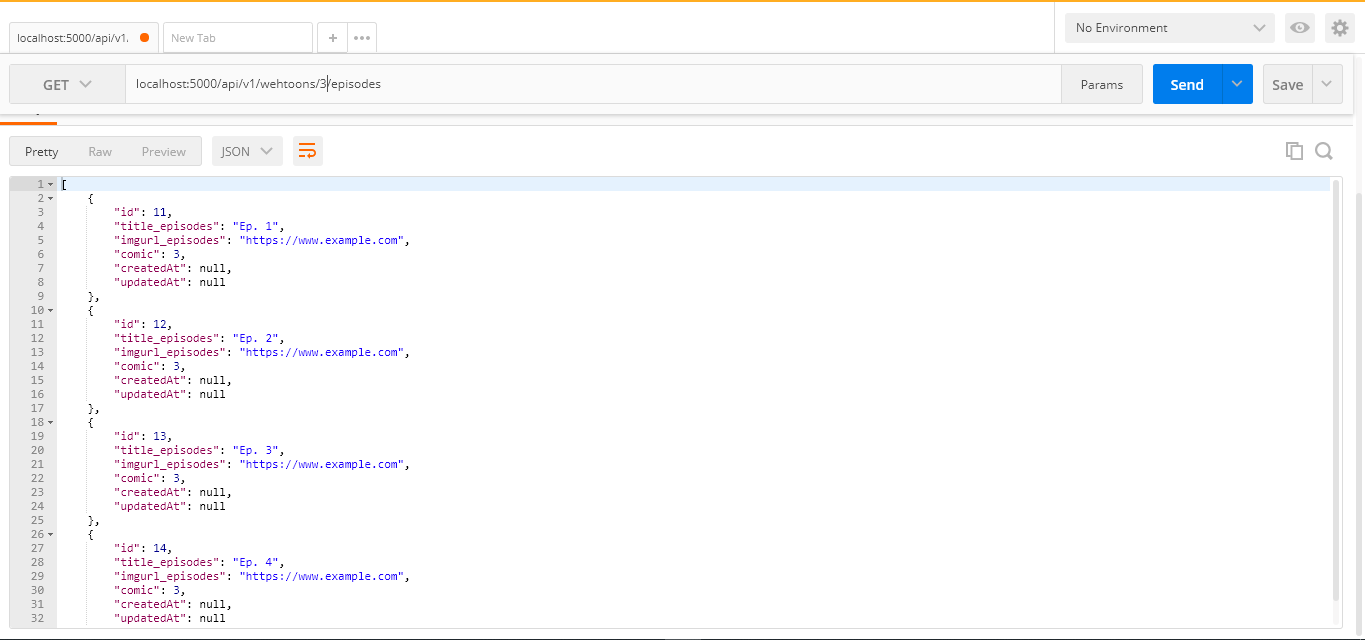 localhost:5000/api/v1.
New Tab
+
•••
No Environment
GET
localhost:5000/api/v1/wehtoons/3/episodes
Params
Send
Save
Pretty
Raw
Preview
JSON
1 [
2 {
3 "id": 11,
4 "title_episodes": "Ep. 1",
5 "imgurl_episodes": "https://www.example.com",
6 "comic": 3,
7 "createdAt": null,
8 "updatedAt": null
9 },
10 {
11 "id": 12,
12 "title_episodes": "Ep. 2",
13 "imgurl_episodes": "https://www.example.com",
14 "comic": 3,
15 "createdAt": null,
16 "updatedAt": null
17 },
18 {
19 "id": 13,
20 "title_episodes": "Ep. 3",
21 "imgurl_episodes": "https://www.example.com",
22 "comic": 3,
23 "createdAt": null,
24 "updatedAt": null
25 },
26 {
27 "id": 14,
28 "title_episodes": "Ep. 4",
29 "imgurl_episodes": "https://www.example.com",
30 "comic": 3,
31 "createdAt": null,
32 "updatedAt": null